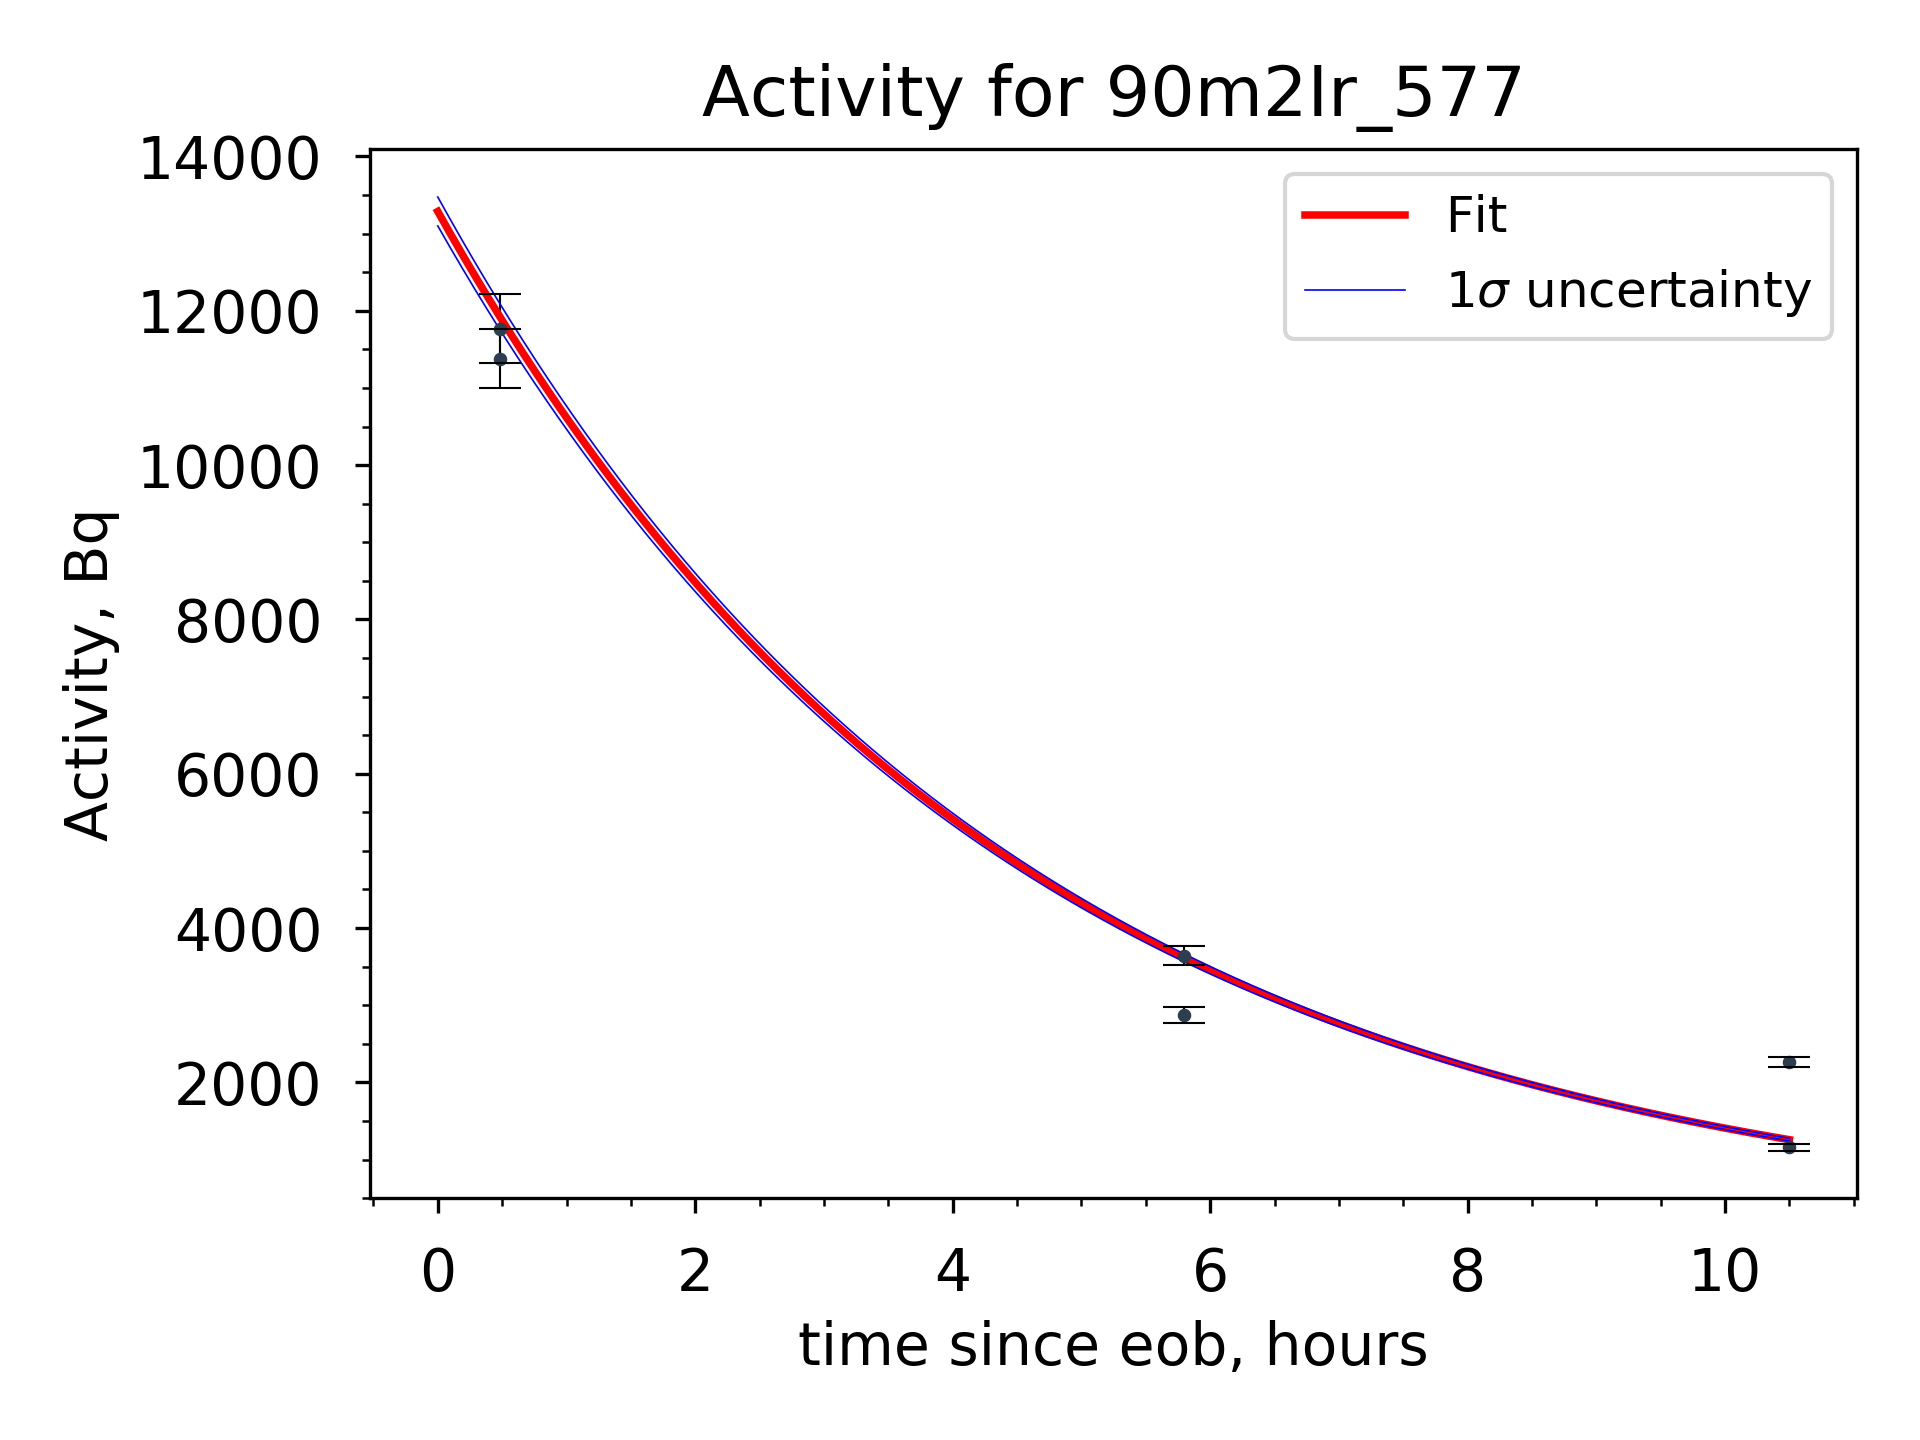 Activity for 90m2Ir_577
14000
12000
10000
8000
6000
4000
2000
Activity, Bq
Fit
1σ uncertainty
0 2 4 6 8 10
time since eob, hours